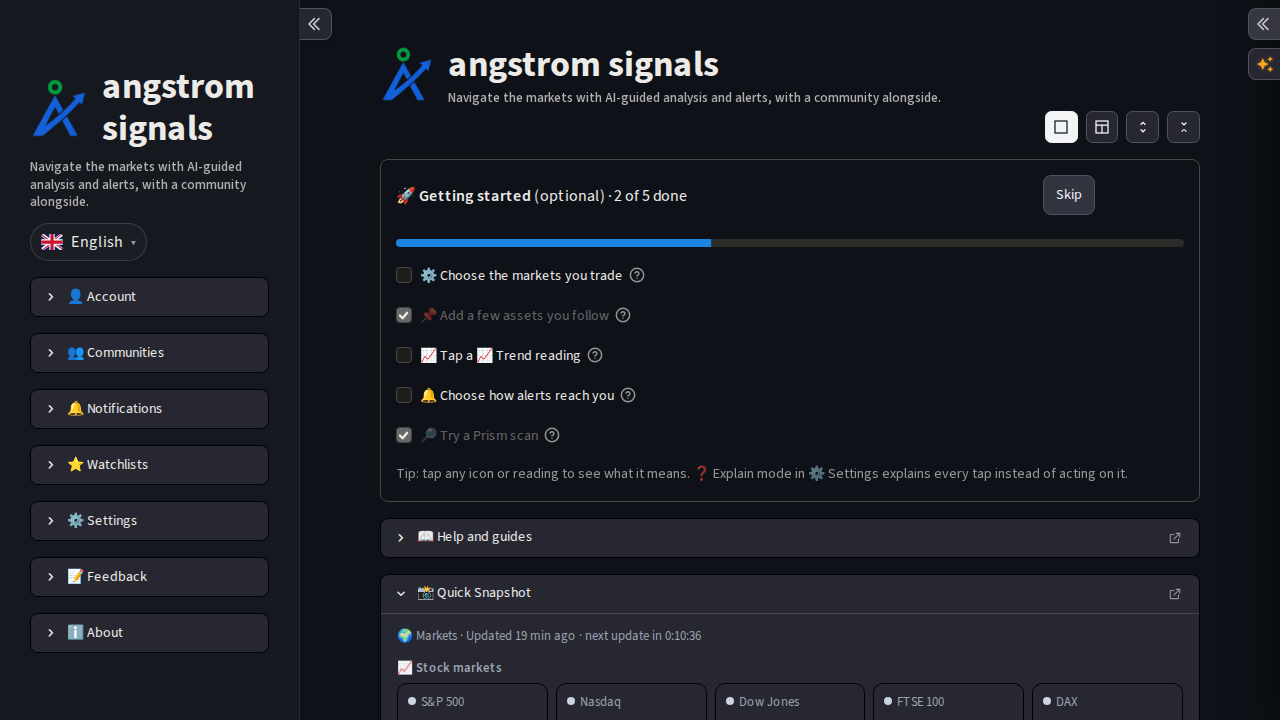 angstrom
signals
Navigate the markets with AI-guided
analysis and alerts, with a community
alongside.
English
Account
Communities
Notifications
Watchlists
Settings
Feedback
About
angstrom signals
Navigate the markets with AI-guided analysis and alerts, with a community alongside.
Getting started (optional) · 2 of 5 done
Skip
Choose the markets you trade
Add a few assets you follow
Tap a 📈 Trend reading
Choose how alerts reach you
Try a Prism scan
Tip: tap any icon or reading to see what it means. ❓ Explain mode in ⚙️ Settings explains every tap instead of acting on it.
Help and guides
Quick Snapshot
Markets · Updated 19 min ago · next update in 0:10:36
Stock markets
S&P 500
Nasdaq
Dow Jones
FTSE 100
DAX